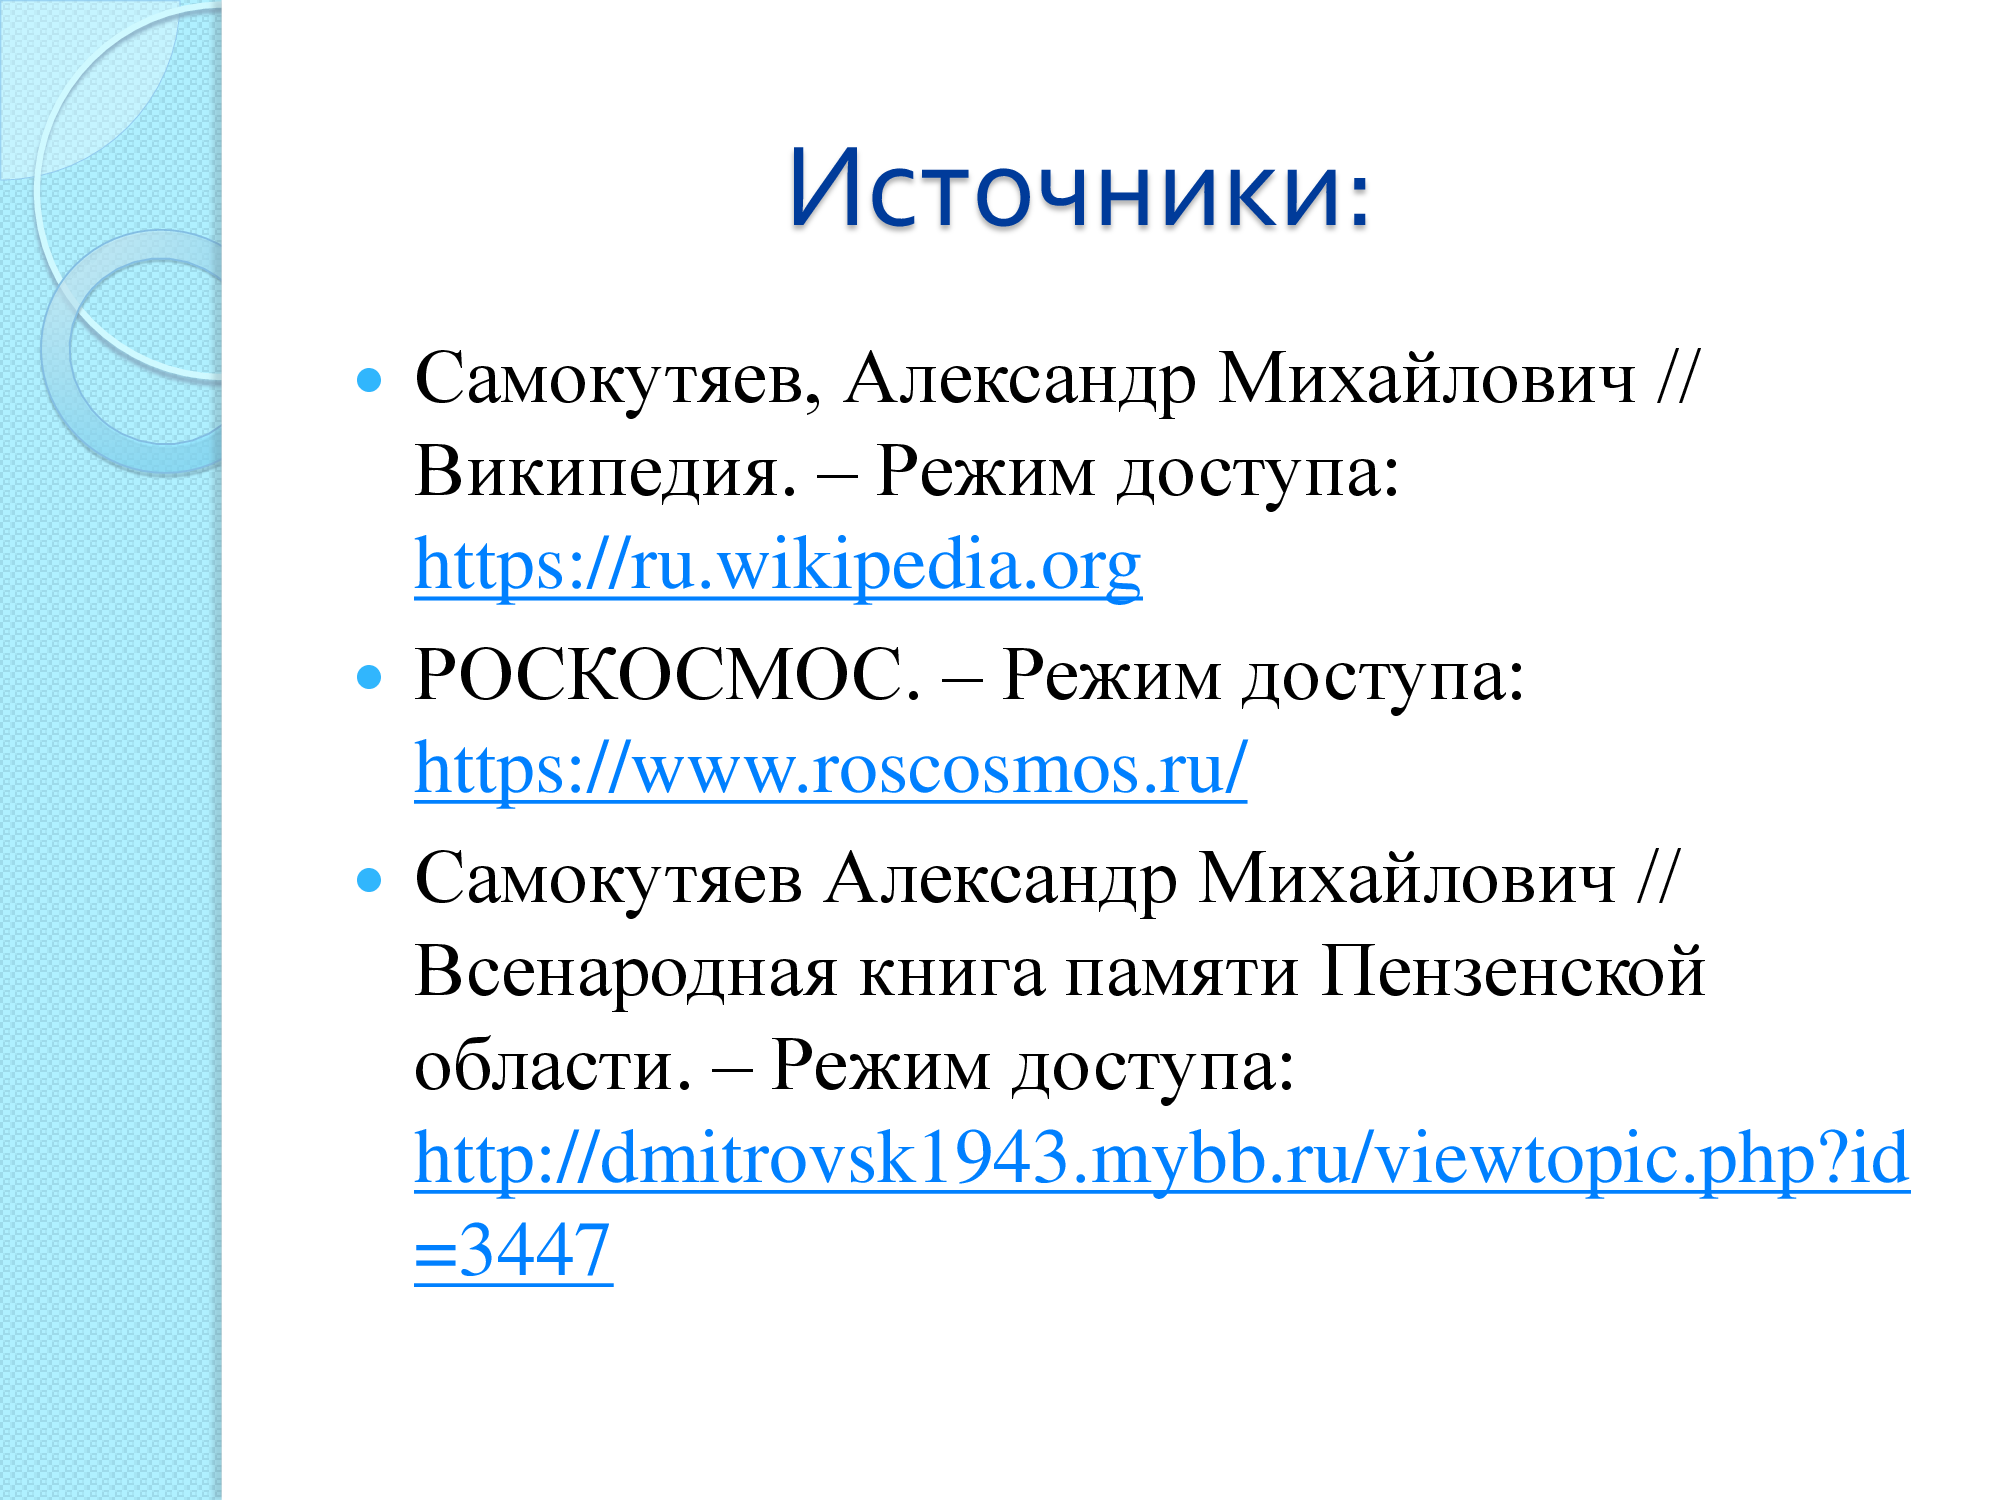 Источники:
• Самокутяев, Александр Михайлович //
Википедия. – Режим доступа:
https://ru.wikipedia.org
• РОСКОСМОС. – Режим доступа:
https://www.roscosmos.ru/
• Самокутяев Александр Михайлович //
Всенародная книга памяти Пензенской
области. – Режим доступа:
http://dmitrovsk1943.mybb.ru/viewtopic.php?id
=3447